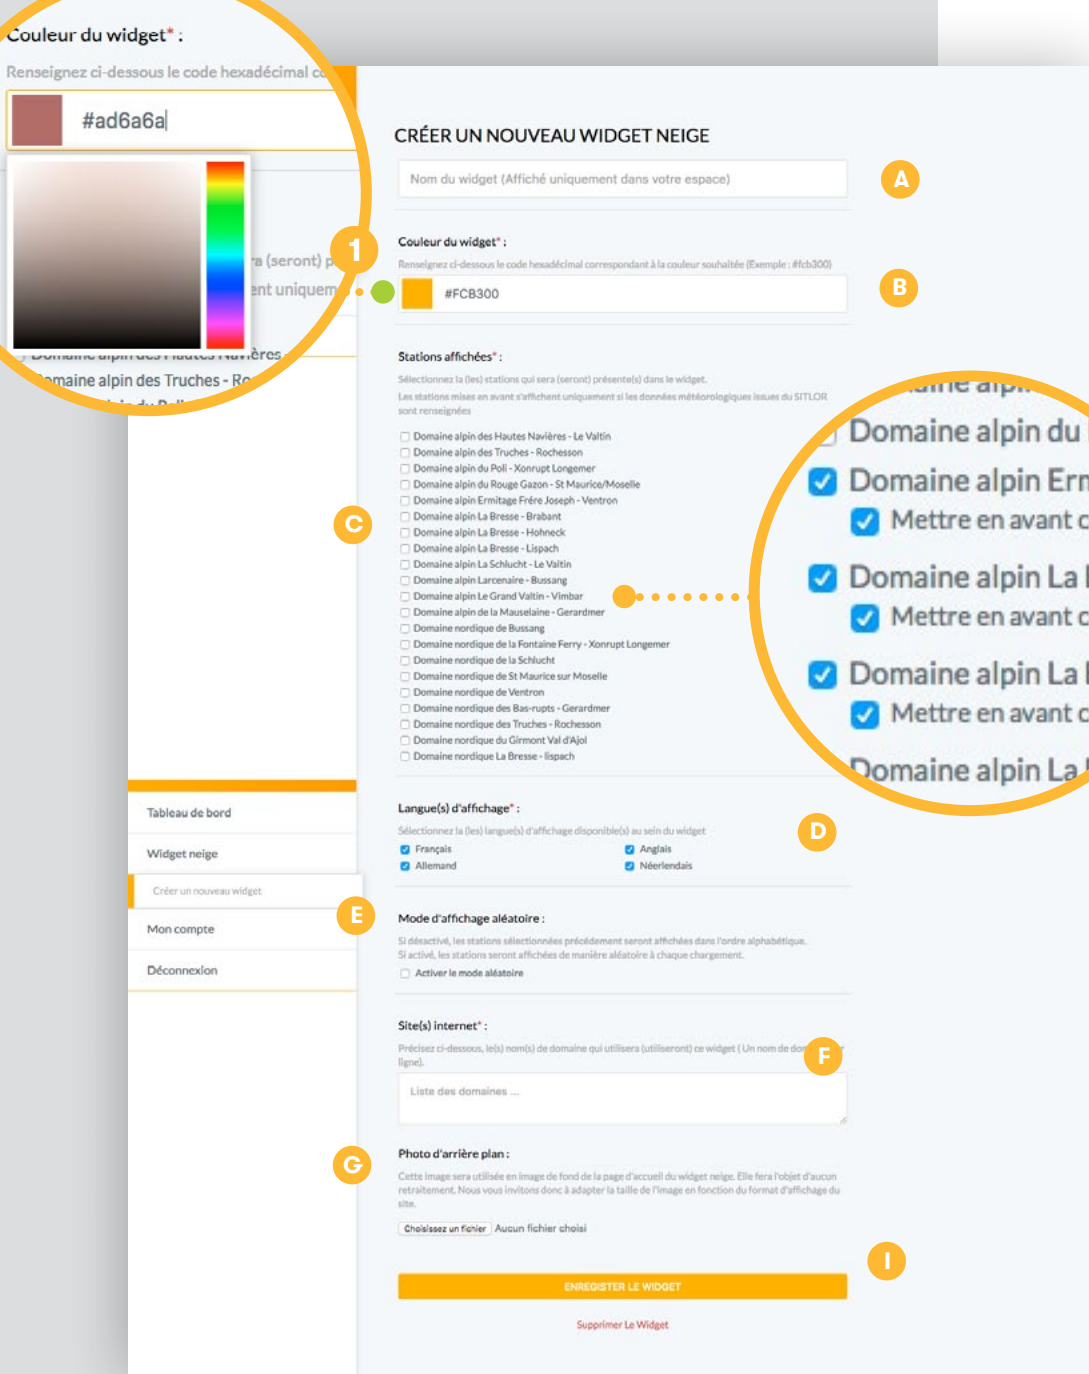 Couleur du widget* :
Renseignez ci-dessous le code hexadécimal
#ad6a6a
(seront)
1
Domaine alpin des Hautes Navières
Domaine alpin des Truches -
CRÉER UN NOUVEAU WIDGET NEIGE
Nom du widget (Affiché uniquement dans votre espace)
A
Couleur du widget* :
Renseignez ci-dessous le code hexadécimal correspondant à la couleur souhaitée (Exemple : #fcb300)
#FCB300
B
Stations affichées* :
Sélectionnez la (les) stations qui sera (seront) présente(s) dans le widget.
Les stations mises en avant s'affichent uniquement si les données météorologiques issues du SITLOR
sont renseignées
Domaine alpin des Hautes Navières - Le Valtin
Domaine alpin des Truches - Rochesson
Domaine alpin du Poli - Xonrupt Longemer
Domaine alpin du Rouge Gazon - St Maurice/Moselle
Domaine alpin Ermitage Frére Joseph - Ventron
Domaine alpin La Bresse - Brabant
C
Domaine alpin La Bresse - Hohneck
Domaine alpin La Bresse - Lispach
Domaine alpin La Schlucht - Le Valtin
Domaine alpin Larcenaire - Bussang
Domaine alpin Le Grand Valtin - Vimbar
Domaine alpin de la Mauselaine - Gerardmer
Domaine nordique de Bussang
Domaine nordique de la Fontaine Ferry - Xonrupt Longemer
Domaine nordique de la Schlucht
Domaine nordique de St Maurice sur Moselle
Domaine nordique de Ventron
Domaine nordique des Bas-rupts - Gerardmer
Domaine nordique des Truches - Rochesson
Domaine nordique du Girmont Val d'Ajol
Domaine nordique La Bresse - lispach
Domaine alpin du
Domaine alpin
Mettre en avant
Domaine alpin La
Mettre en avant
Domaine alpin La
Mettre en avant
Domaine alpin La
Tableau de bord
Widget neige
Créer un nouveau widget
Mon compte
Déconnexion
Langue(s) d'affichage* :
Sélectionnez la (les) langue(s) d'affichage disponible(s) au sein du widget
D
Français
Anglais
Allemand
Néerlendais
E
Mode d'affichage aléatoire :
Si désactivé, les stations sélectionnées précédement seront affichées dans l'ordre alphabétique.
Si activé, les stations seront affichées de manière aléatoire à chaque chargement.
Activer le mode aléatoire
Site(s) internet* :
Précisez ci-dessous, le(s) nom(s) de domaine qui utilisera (utiliseront) ce widget ( Un nom de
ligne).
F
Liste des domaines ...
G
Photo d'arrière plan :
Cette image sera utilisée en image de fond de la page d'accueil du widget neige. Elle fera l'objet d'aucun
retraitement. Nous vous invitons donc à adapter la taille de l'image en fonction du format d'affichage du
site.
Choisissez un fichier Aucun fichier choisi
I
ENREGISTER LE WIDGET
Supprimer Le Widget